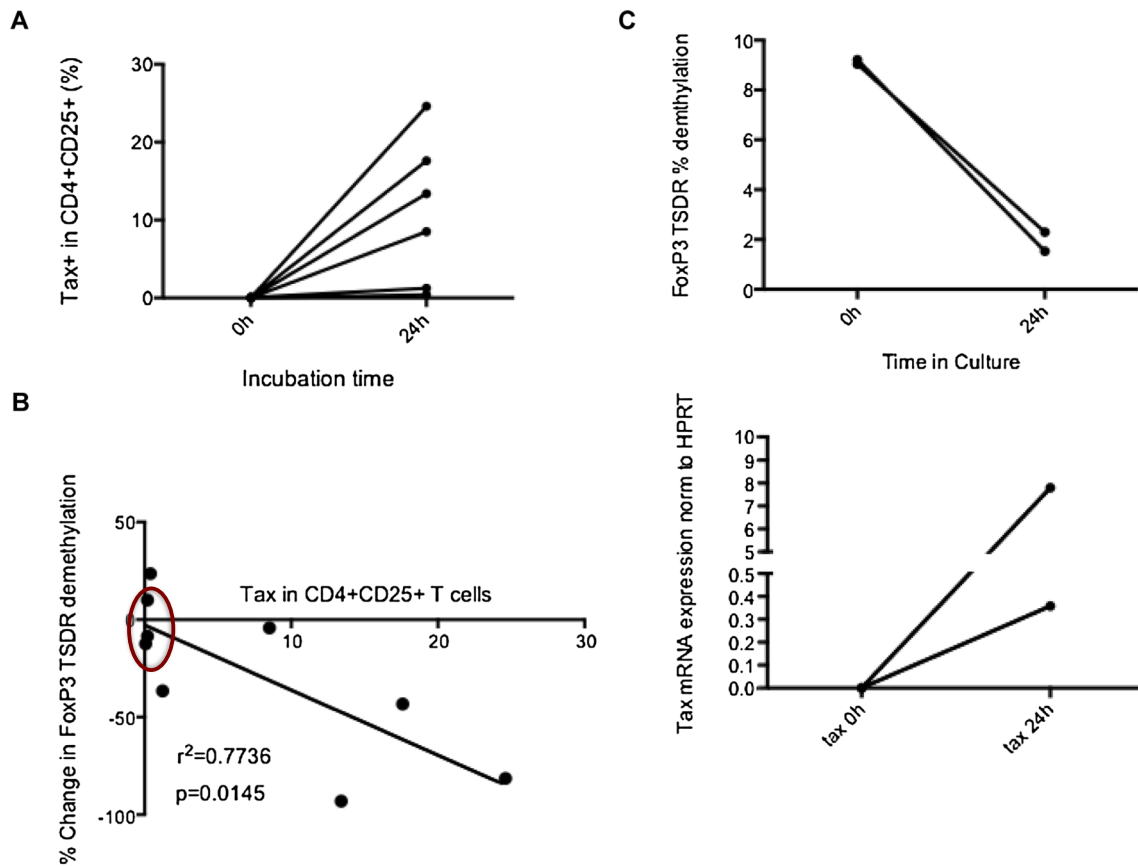 A
Tax+ in CD4+CD25+ (%)
30
20
10
0
0h
24h
Incubation time
B
% Change in FoxP3 TSDR demethylation
50
0
-50
-100
Tax in CD4+CD25+ T cells
10
20
30
r²=0.7736
p=0.0145
C
FoxP3 TSDR % demthylation
10
8
6
4
2
0
0h
24h
Time in Culture
Tax mRNA expression norm to HPRT
10
9
8
7
6
5
0.5
0.4
0.3
0.2
0.1
0.0
tax 0h
tax 24h